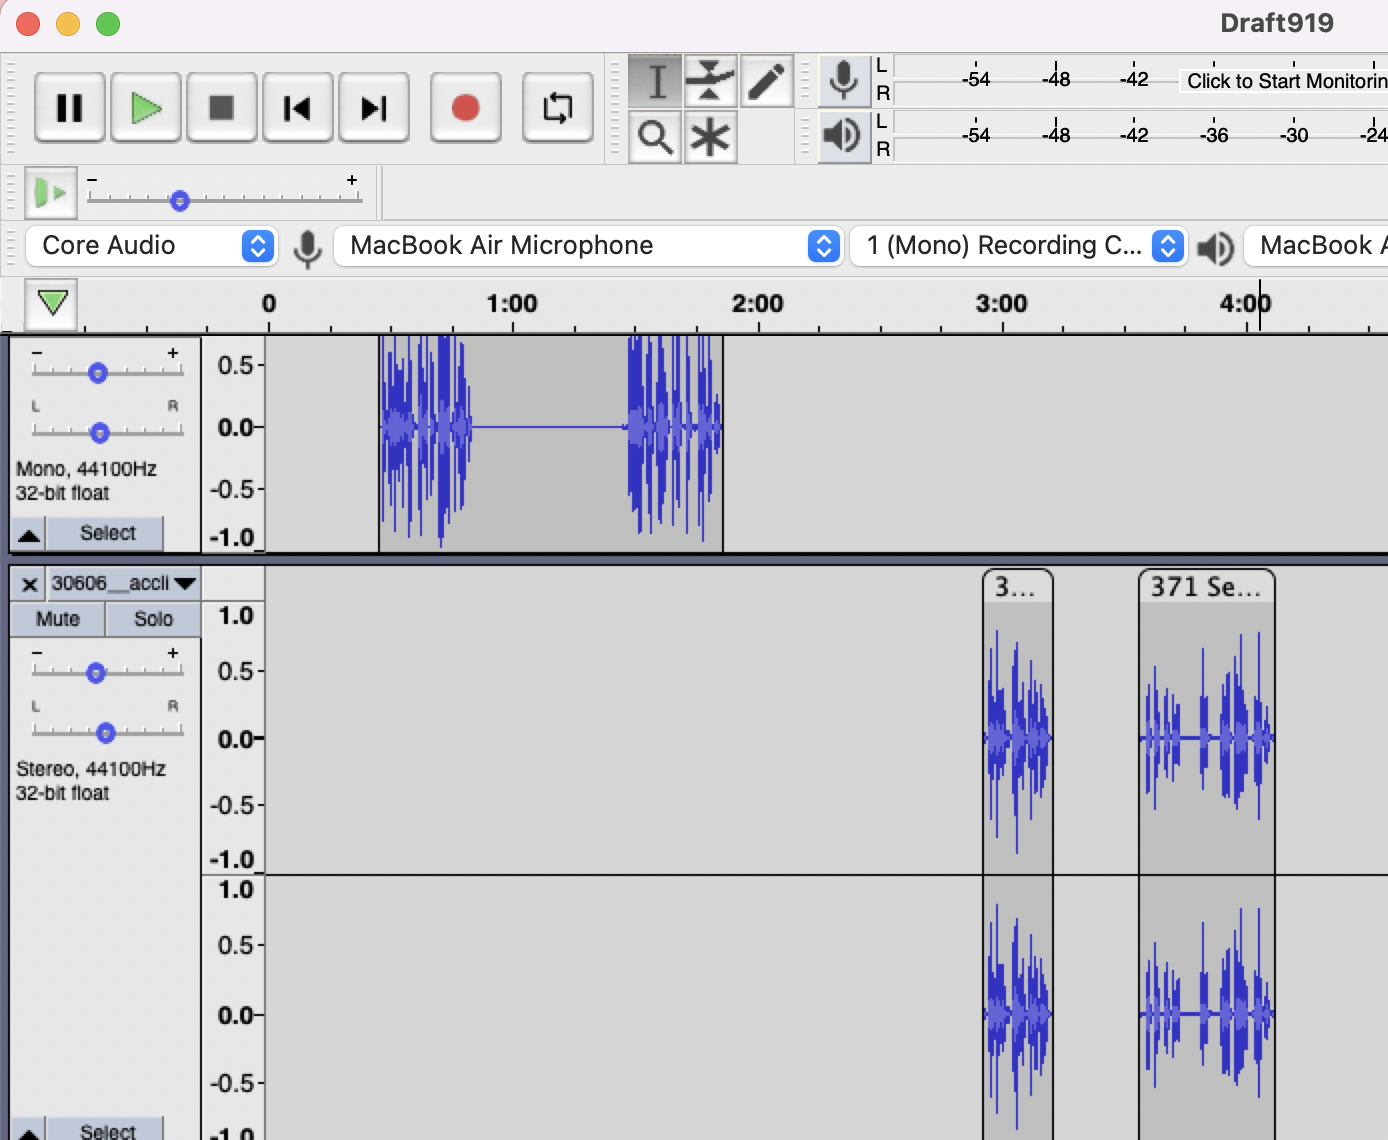 Draft919
L
R
-54 -48 -42 Click to Start Monitorin
L
R
-54 -48 -42 -36 -30 -24
- +
Core Audio MacBook Air Microphone 1 (Mono) Recording C... MacBook A
0 1:00 2:00 3:00 4:00
- +
L R
Mono, 44100Hz
32-bit float
Select
0.5
0.0
-0.5
-1.0
30606__accli
Mute Solo
- +
L R
Stereo, 44100Hz
32-bit float
3... 371 Se...
1.0
0.5
0.0
-0.5
-1.0
1.0
0.5
0.0
-0.5
-1.0
Select